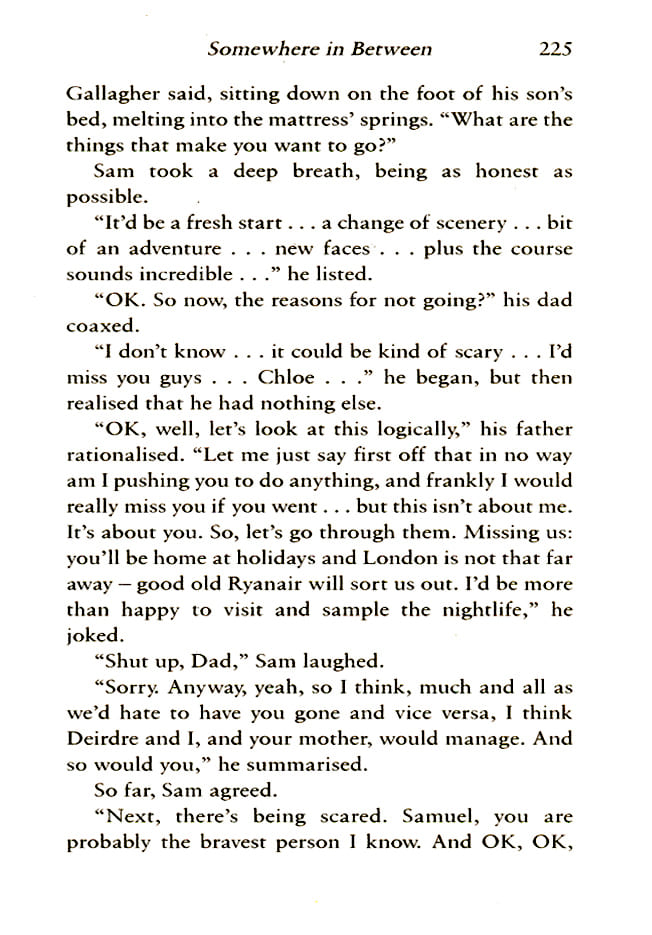 Somewhere in Between 225
Gallagher said, sitting down on the foot of his son's
bed, melting into the mattress' springs. “What are the
things that make you want to go?”
Sam took a deep breath, being as honest as
possible.
“It'd be a fresh start . . . a change of scenery . . . bit
of an adventure . . . new faces . . . plus the course
sounds incredible . . .” he listed.
“OK. So now, the reasons for not going?” his dad
coaxed.
“I don't know . . . it could be kind of scary . . . I'd
miss you guys . . . Chloe . . .” he began, but then
realised that he had nothing else.
“OK, well, let's look at this logically,” his father
rationalised. “Let me just say first off that in no way
am I pushing you to do anything, and frankly I would
really miss you if you went . . . but this isn't about me.
It's about you. So, let's go through them. Missing us:
you'll be home at holidays and London is not that far
away – good old Ryanair will sort us out. I'd be more
than happy to visit and sample the nightlife,” he
joked.
“Shut up, Dad,” Sam laughed.
“Sorry. Anyway, yeah, so I think, much and all as
we'd hate to have you gone and vice versa, I think
Deirdre and I, and your mother, would manage. And
so would you,” he summarised.
So far, Sam agreed.
“Next, there's being scared. Samuel, you are
probably the bravest person I know. And OK, OK,